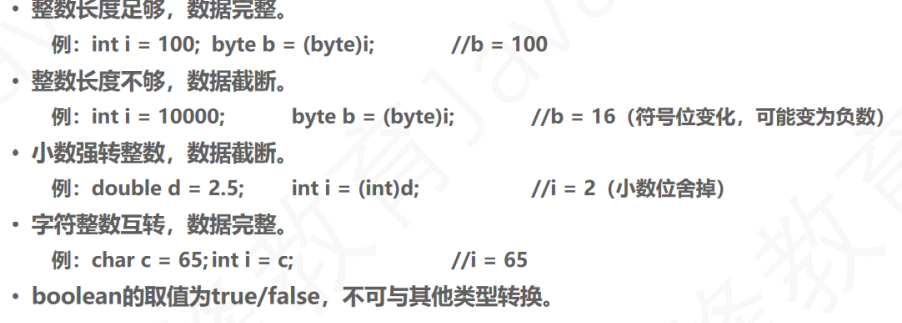 • 整数长度足够，数据完整。
例：int i = 100; byte b = (byte)i; //b = 100
• 整数长度不够，数据截断。
例：int i = 10000; byte b = (byte)i; //b = 16（符号位变化，可能变为负数）
• 小数强转整数，数据截断。
例：double d = 2.5; int i = (int)d; //i = 2（小数位舍掉）
• 字符整数互转，数据完整。
例：char c = 65; int i = c; //i = 65
• boolean的取值为true/false，不可与其他类型转换。